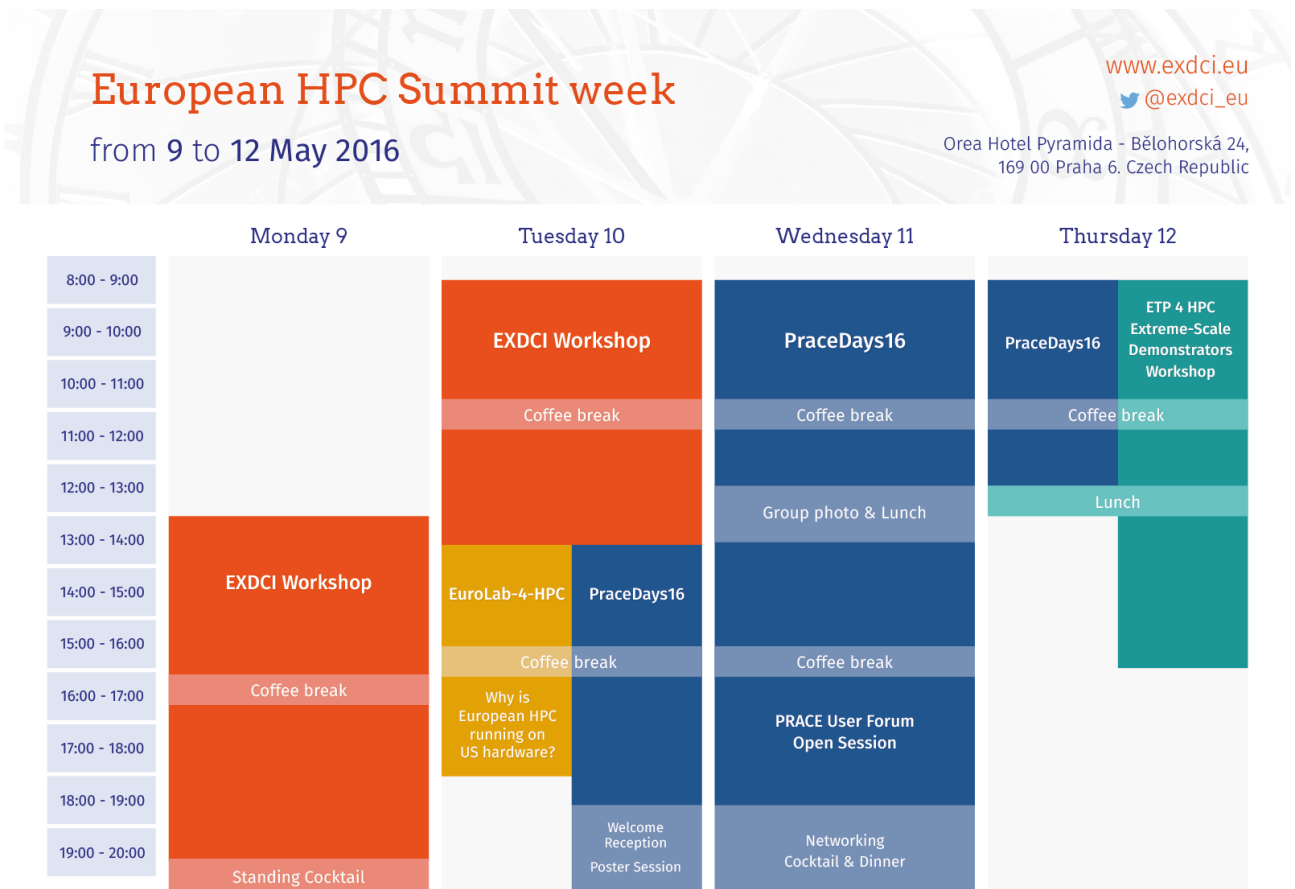 European HPC Summit week
from 9 to 12 May 2016
www.exdci.eu
@exdci_eu
Orea Hotel Pyramida - Bělohorská 24,
169 00 Praha 6. Czech Republic
Monday 9
Tuesday 10
Wednesday 11
Thursday 12
8:00 - 9:00
9:00 - 10:00
10:00 - 11:00
11:00 - 12:00
12:00 - 13:00
13:00 - 14:00
14:00 - 15:00
15:00 - 16:00
16:00 - 17:00
17:00 - 18:00
18:00 - 19:00
19:00 - 20:00
EXDCI Workshop
Coffee break
Standing Cocktail
EXDCI Workshop
Coffee break
EuroLab-4-HPC
PraceDays16
Coffee break
Why is
European HPC
running on
US hardware?
Welcome
Reception
Poster Session
PraceDays16
Coffee break
Group photo & Lunch
Coffee break
PRACE User Forum
Open Session
Networking
Cocktail & Dinner
PraceDays16
ETP 4 HPC
Extreme-Scale
Demonstrators
Workshop
Coffee break
Lunch